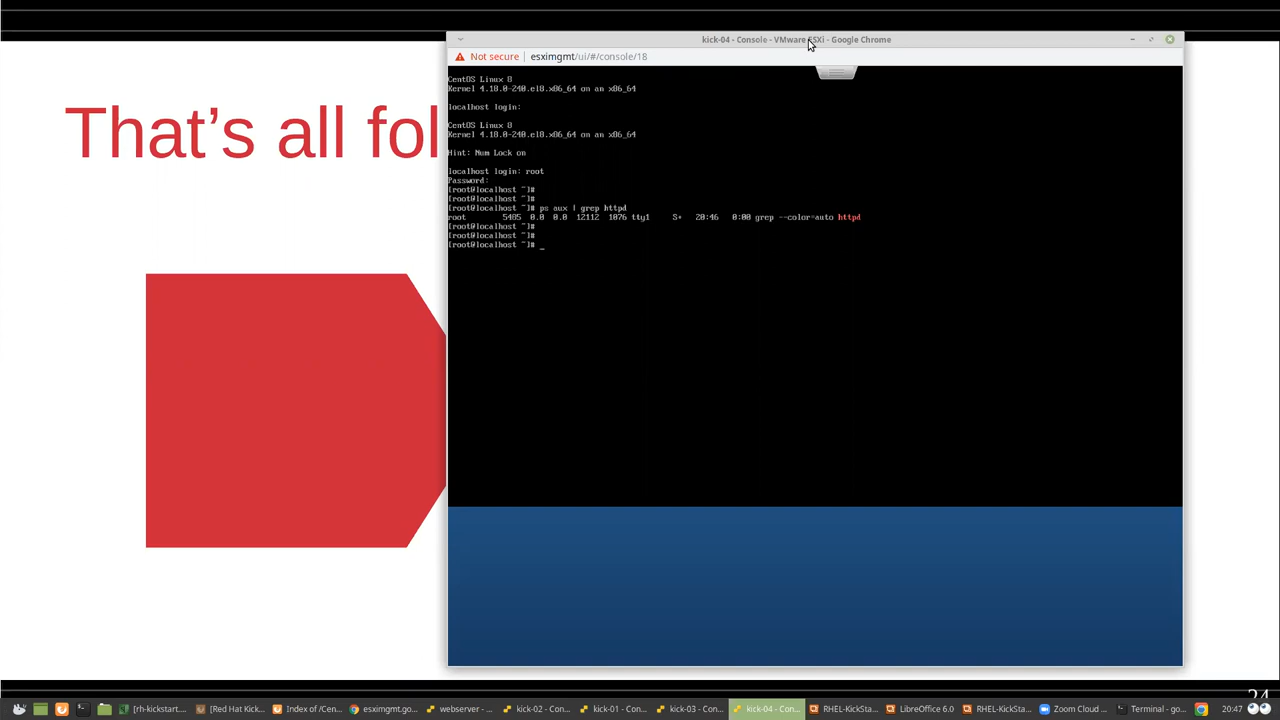 kick-04 - Console - VMware ESXi - Google Chrome
Not secure | esximgmt/ui/#/console/18
CentOS Linux 8
Kernel 4.18.0-240.el8.x86_64 on an x86_64
localhost login:
CentOS Linux 8
Kernel 4.18.0-240.el8.x86_64 on an x86_64
Hint: Num Lock on
localhost login: root
Password:
[root@localhost ~]#
[root@localhost ~]#
[root@localhost ~]# ps aux | grep httpd
root 5405 0.0 0.0 12112 1076 tty1 S+ 20:46 0:00 grep --color=auto httpd
[root@localhost ~]#
[root@localhost ~]#
[root@localhost ~]# _
That's all fol
24
[rh-kickstart.... [Red Hat Kick... Index of /Cen... esximgmt.go... webserver - ... kick-02 - Con... kick-01 - Con... kick-03 - Con... kick-04 - Con... RHEL-KickSta... LibreOffice 6.0 RHEL-KickSta... Zoom Cloud ... Terminal - go... 20:47